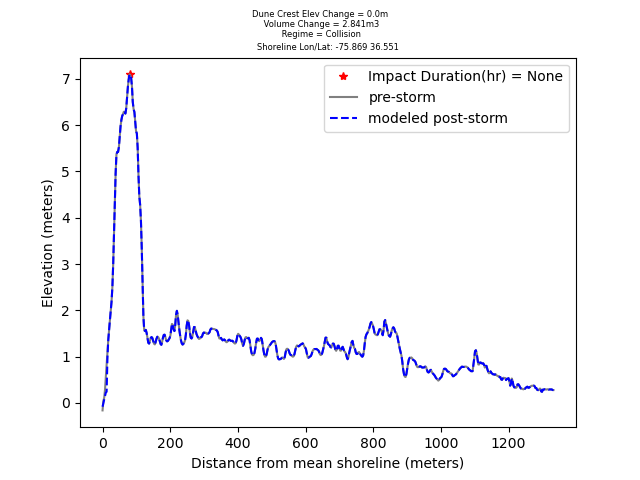 Dune Crest Elev Change = 0.0m
Volume Change = 2.841m3
Regime = Collision
Shoreline Lon/Lat: -75.869 36.551
Impact Duration(hr) = None
pre-storm
modeled post-storm
Elevation (meters)
7
6
5
4
3
2
1
0
0 200 400 600 800 1000 1200
Distance from mean shoreline (meters)